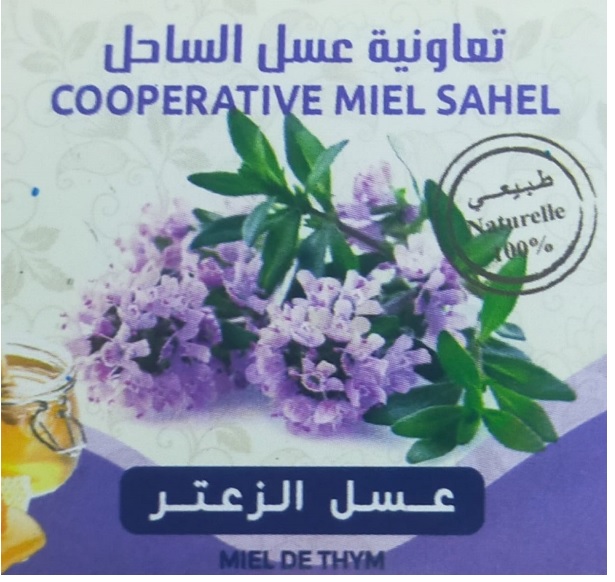 تعاونية عسل الساحل
COOPERATIVE MIEL SAHEL
طبيعي
Naturelle
100%
عسل الزعتر
MIEL DE THYM